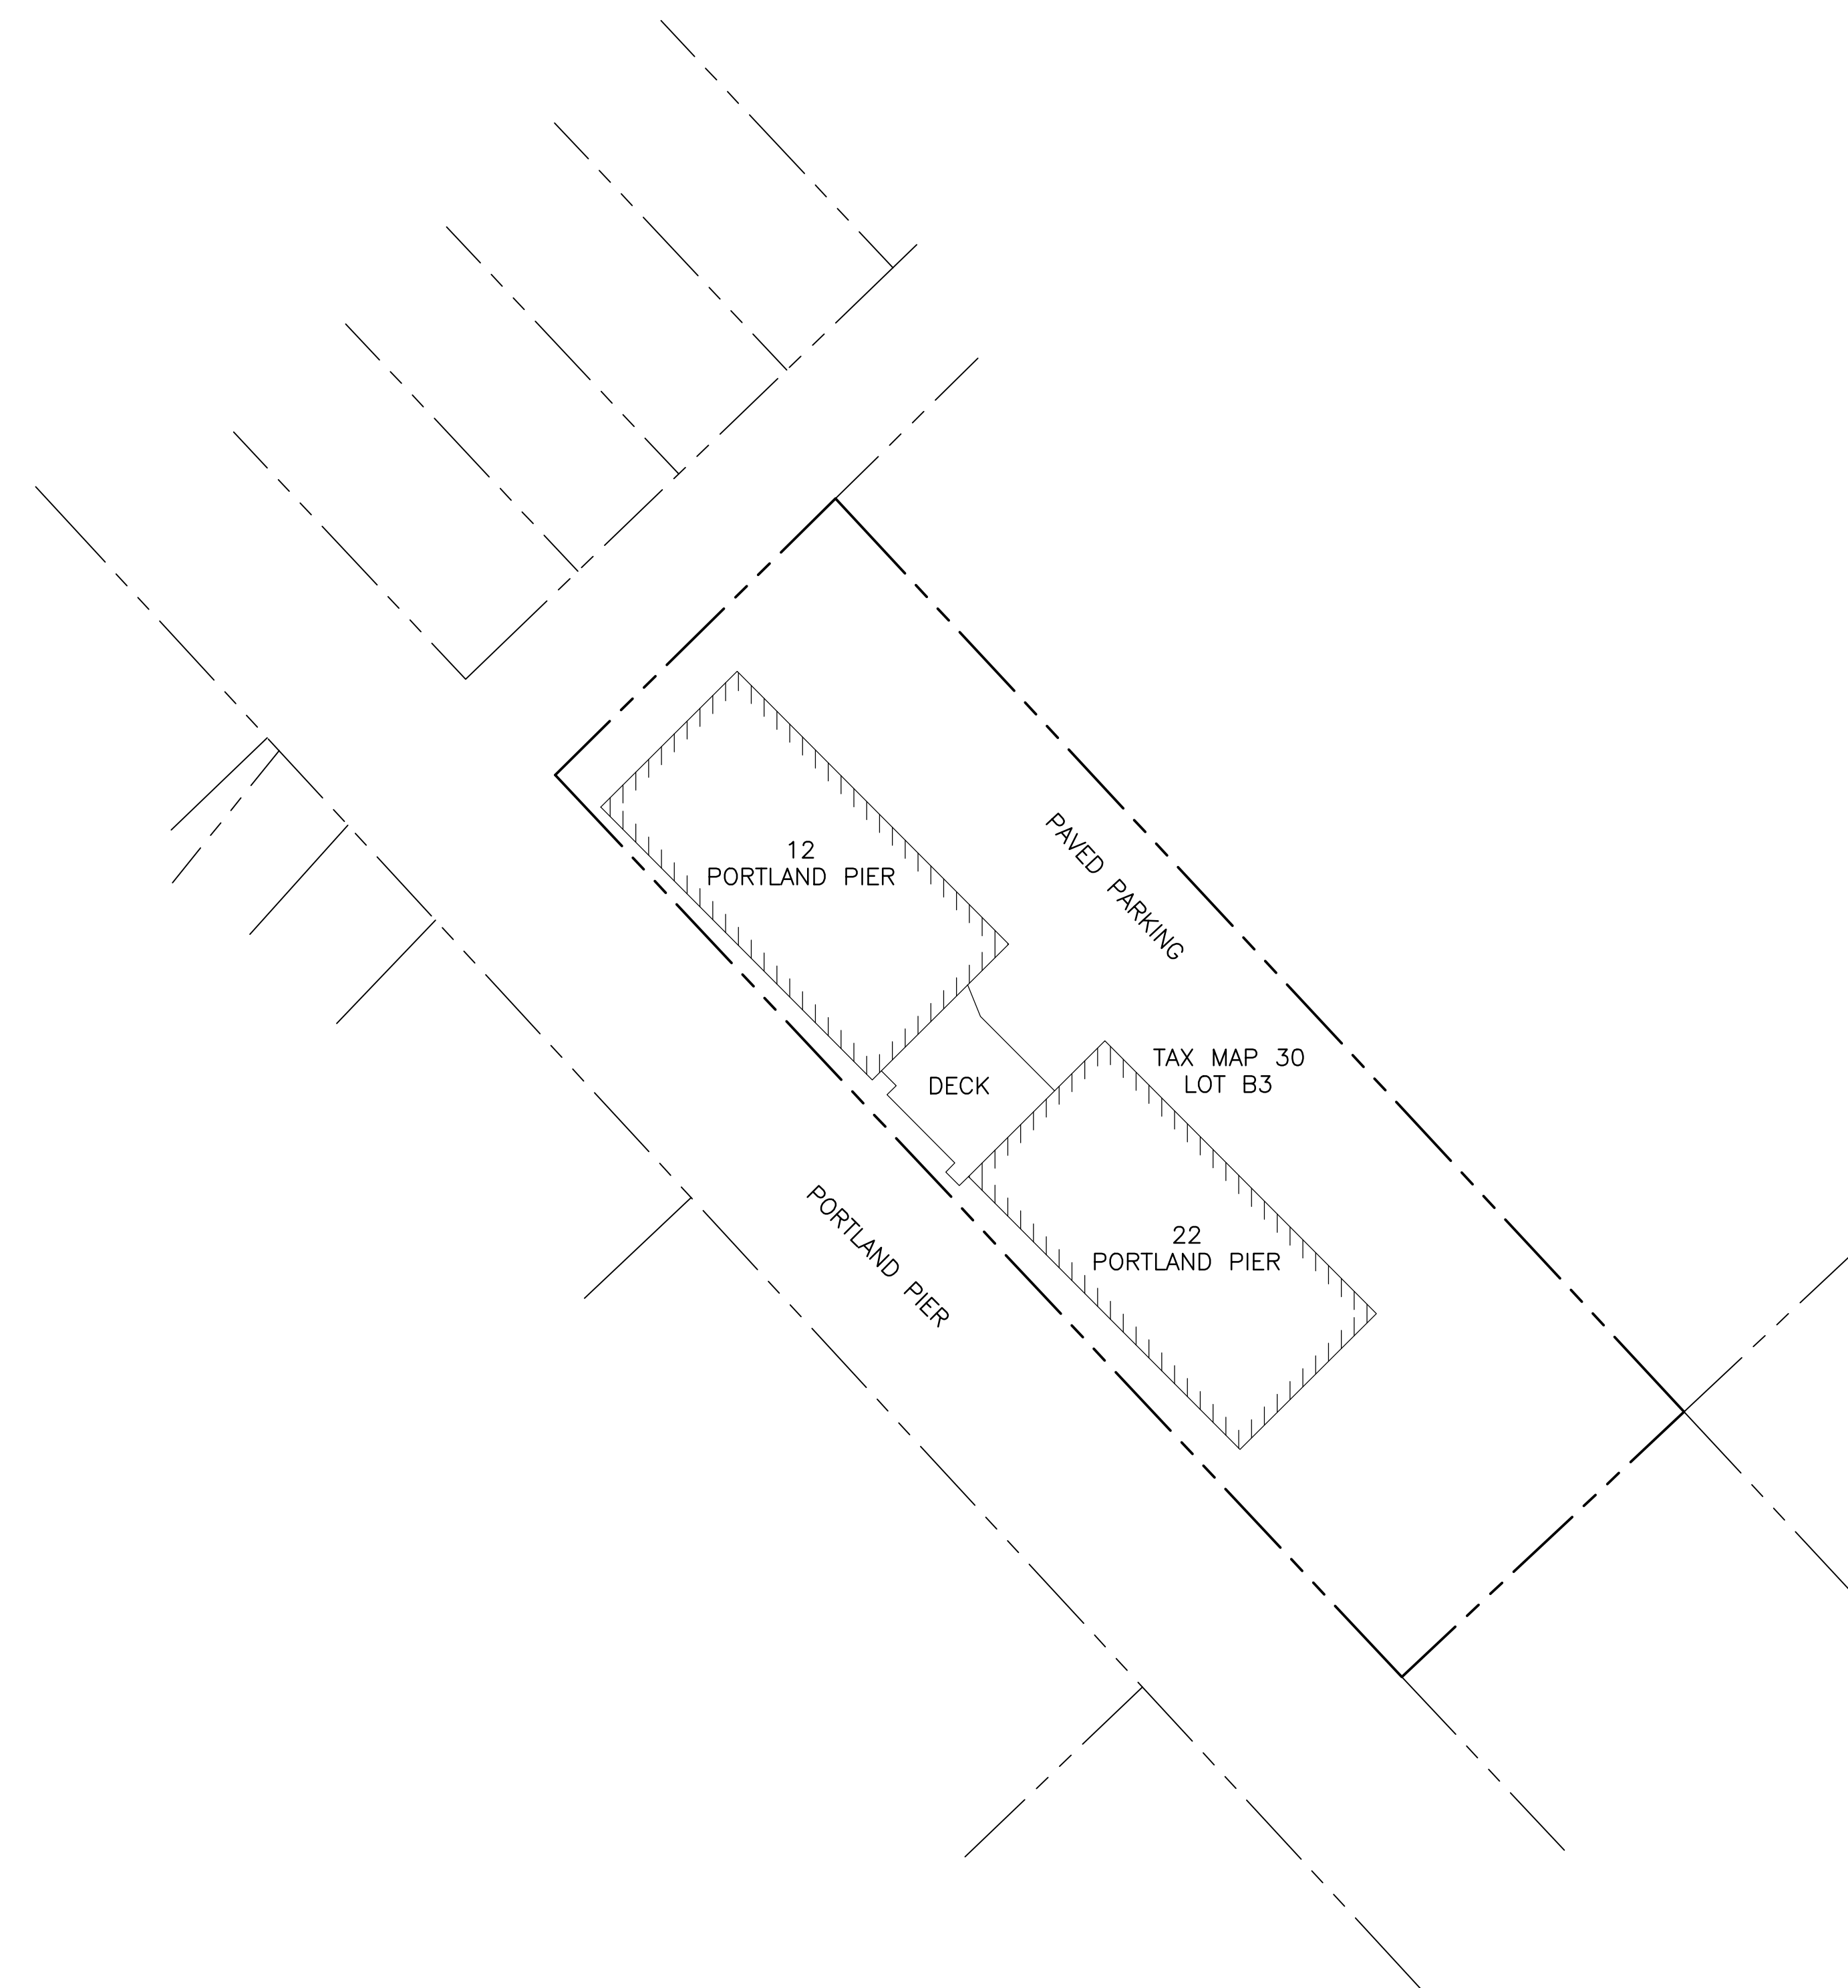 12
PORTLAND PIER
PAVED PARKING
TAX MAP 30
LOT B3
DECK
PORTLAND PIER
22
PORTLAND PIER